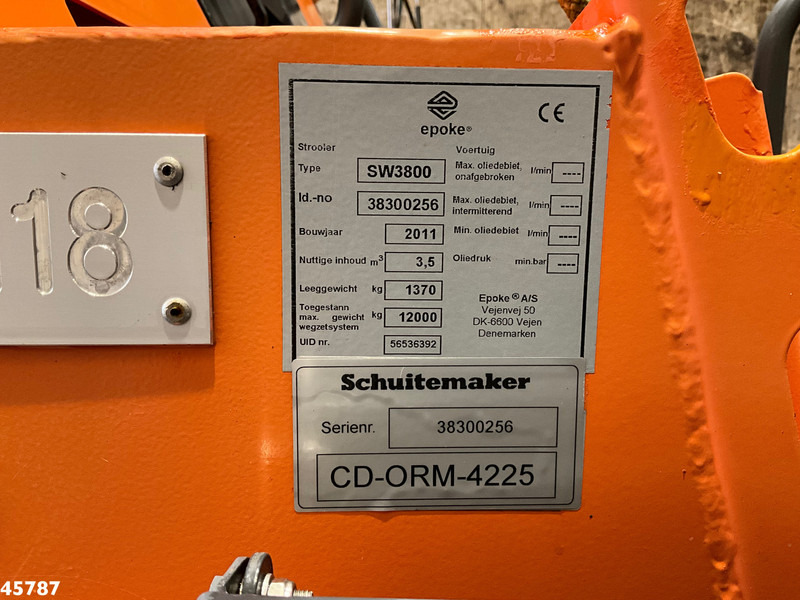 18
epoke®
CE
Strooier
Voertuig
Type SW3800
Max. oliedebiet, onafgebroken l/min ----
Id.-no 38300256
Max. oliedebiet, intermitterend l/min ----
Bouwjaar 2011
Min. oliedebiet l/min ----
Nuttige inhoud m³ 3,5
Oliedruk min.bar ----
Leeggewicht kg 1370
Toegestann
max. gewicht kg 12000
wegzetsystem
UID nr. 56536392
Epoke® A/S
Vejenvej 50
DK-6600 Vejen
Denemarken
Schuitemaker
Serienr. 38300256
CD-ORM-4225
45787